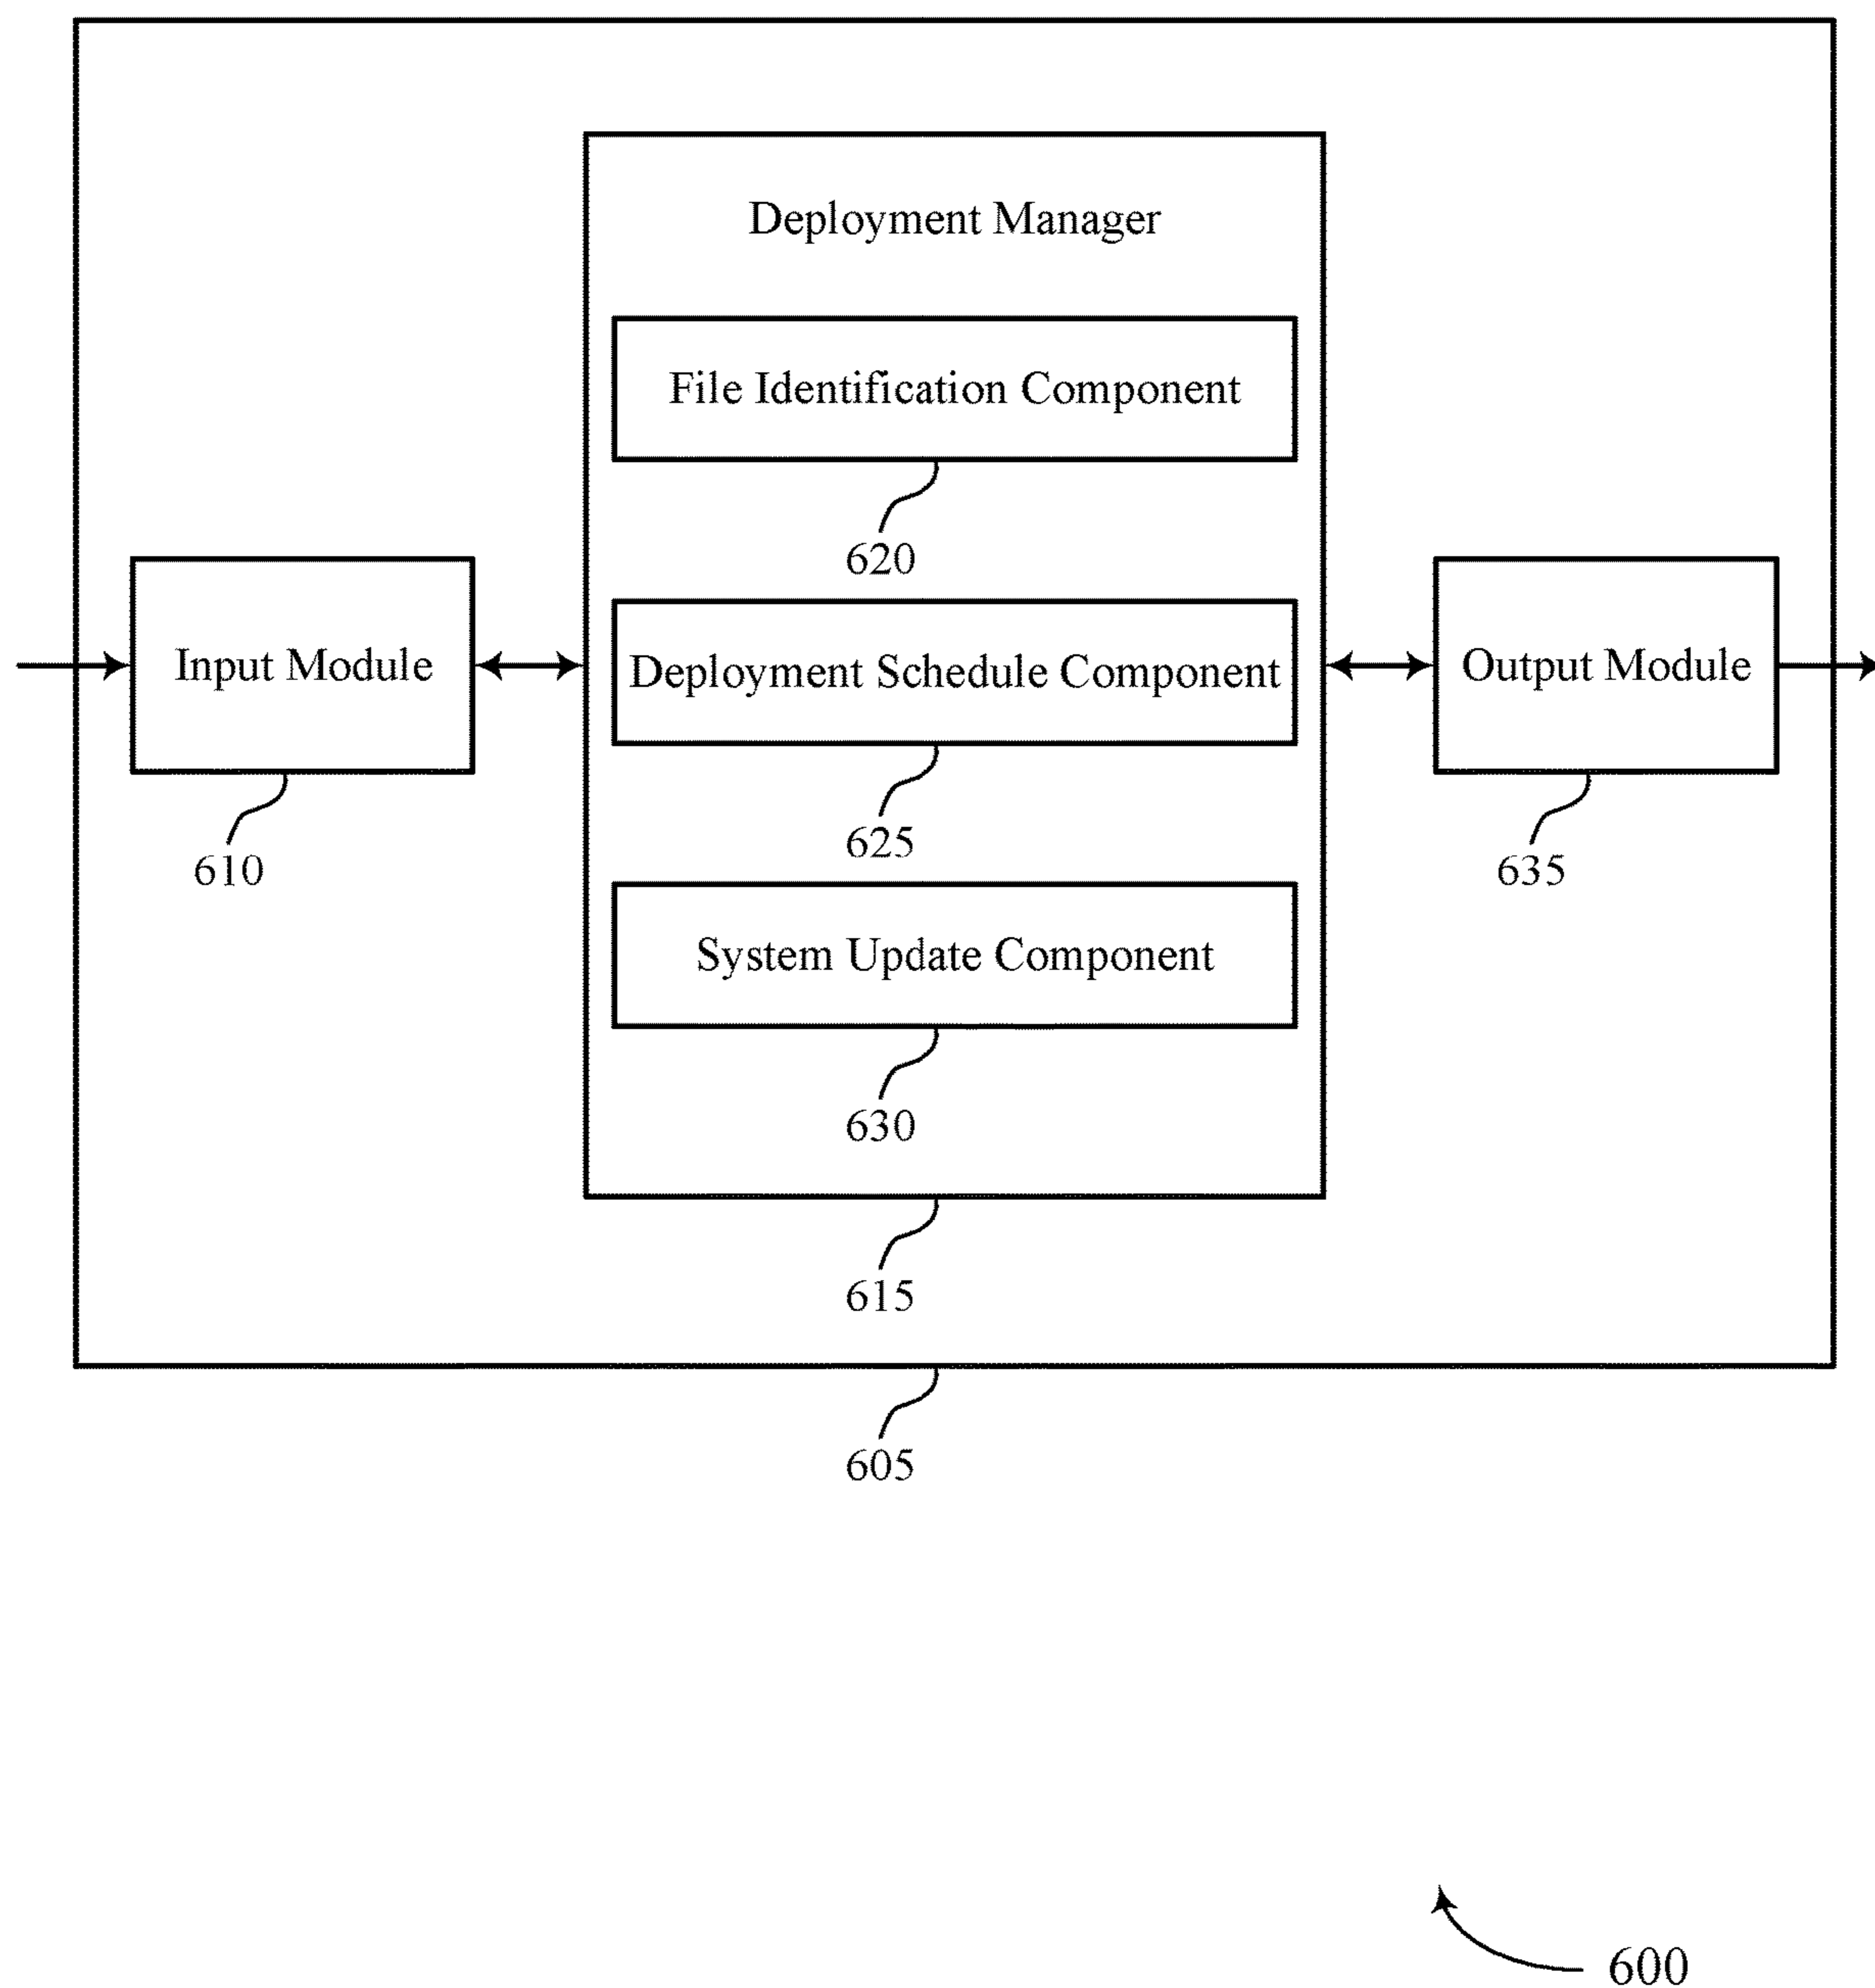 Deployment Manager
File Identification Component
620
Input Module
Deployment Schedule Component
Output Module
625
610
635
System Update Component
630
615
605
600